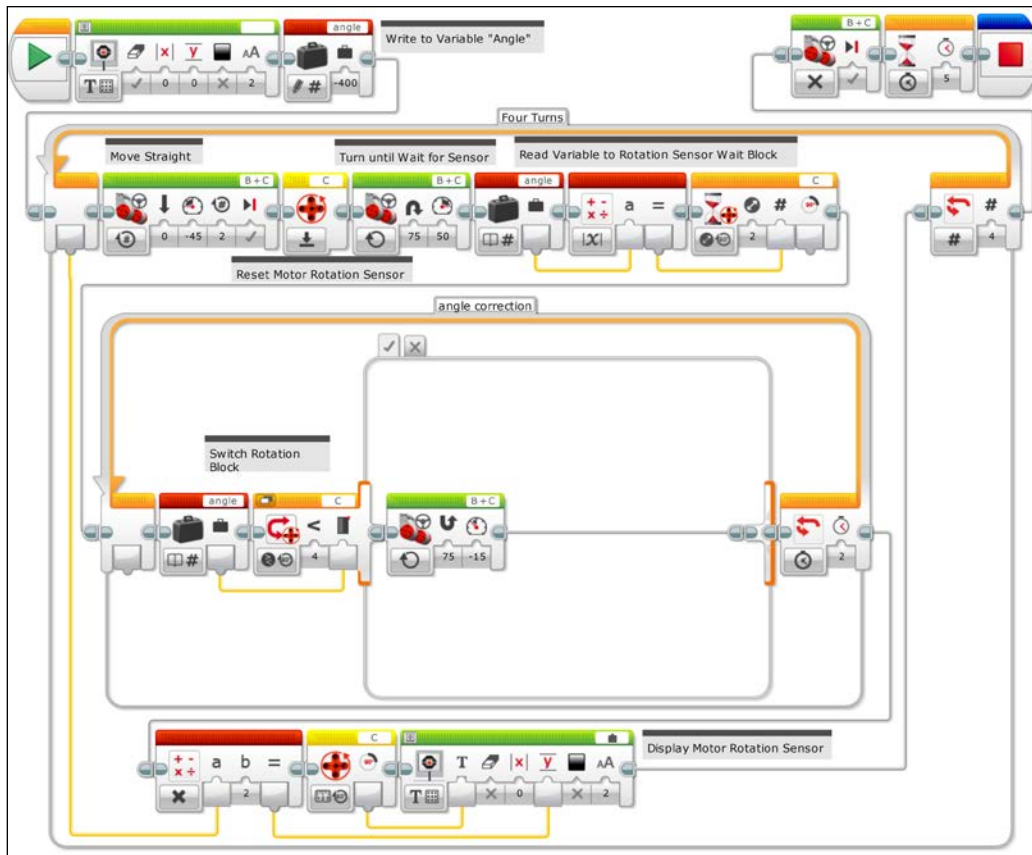 angle
B + C
Write to Variable "Angle"
T
|x| y AA
0 0 2
#
-400
5
Four Turns
Move Straight
Turn until Wait for Sensor
Read Variable to Rotation Sensor Wait Block
B + C
C
B + C
angle
C
a =
#
#
0 -45 2
75 50
#
|x|
2
#
4
Reset Motor Rotation Sensor
angle correction
Switch Rotation
Block
angle
C
B + C
<
#
4
75 -15
2
C
Display Motor Rotation Sensor
a b =
T |x| y AA
2
T
0 2